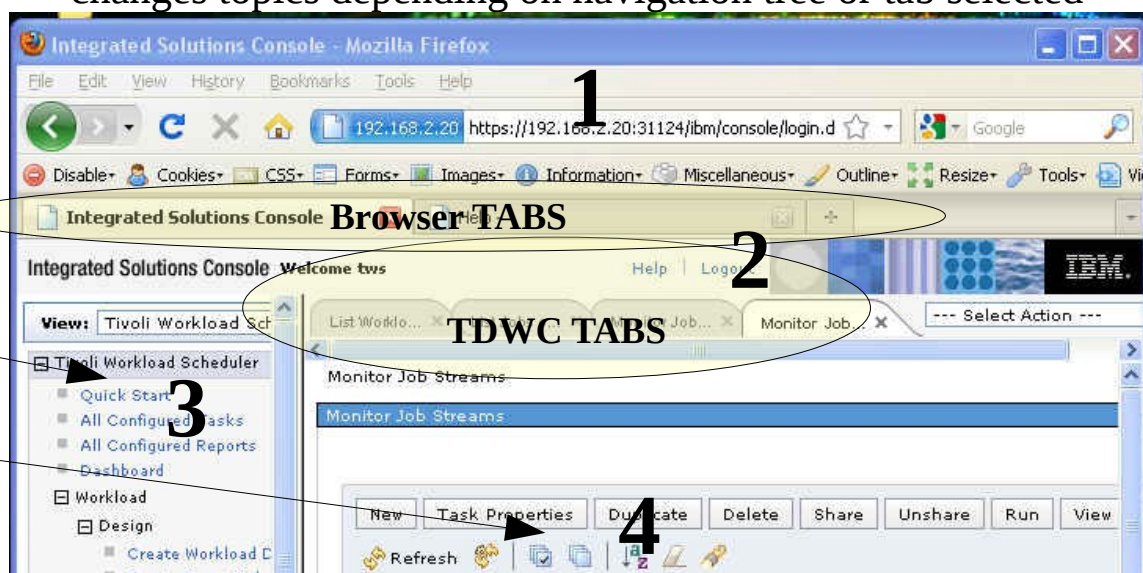 changes topics depending on navigation tree or tab selected
Integrated Solutions Console - Mozilla Firefox
File Edit View History Bookmarks Tools Help
1
192.168.2.20 https://192.168.2.20:31124/ibm/console/login.d Google
Disable Cookies CSS Forms Images Information Miscellaneous Outline Resize Tools Vi
Integrated Solutions Conso Browser TABS
2
Integrated Solutions Console Welcome tws Help Logout IBM.
View: Tivoli Workload Sch List Worklo... Job... Monitor Job... --- Select Action ---
TDWC TABS
Tivoli Workload Scheduler
Monitor Job Streams
Quick Start
3
All Configured Tasks Monitor Job Streams
All Configured Reports
Dashboard
Workload
4
New Task Properties Duplicate Delete Share Unshare Run View
Design
Create Workload D Refresh